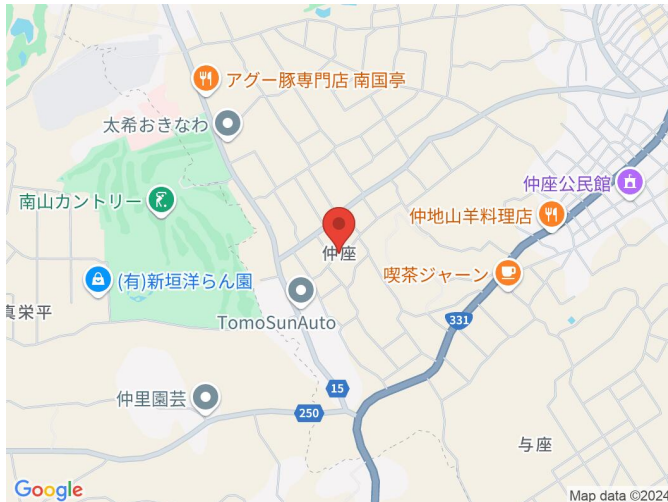 アグー豚専門店 南国亭
太希おきなわ
南山カントリー
仲座公民館
仲地山羊料理店
仲座
喫茶ジャーン
(有)新垣洋らん園
真栄平
TomoSunAuto
331
15
仲里園芸
250
与座
Google
Map data ©2024